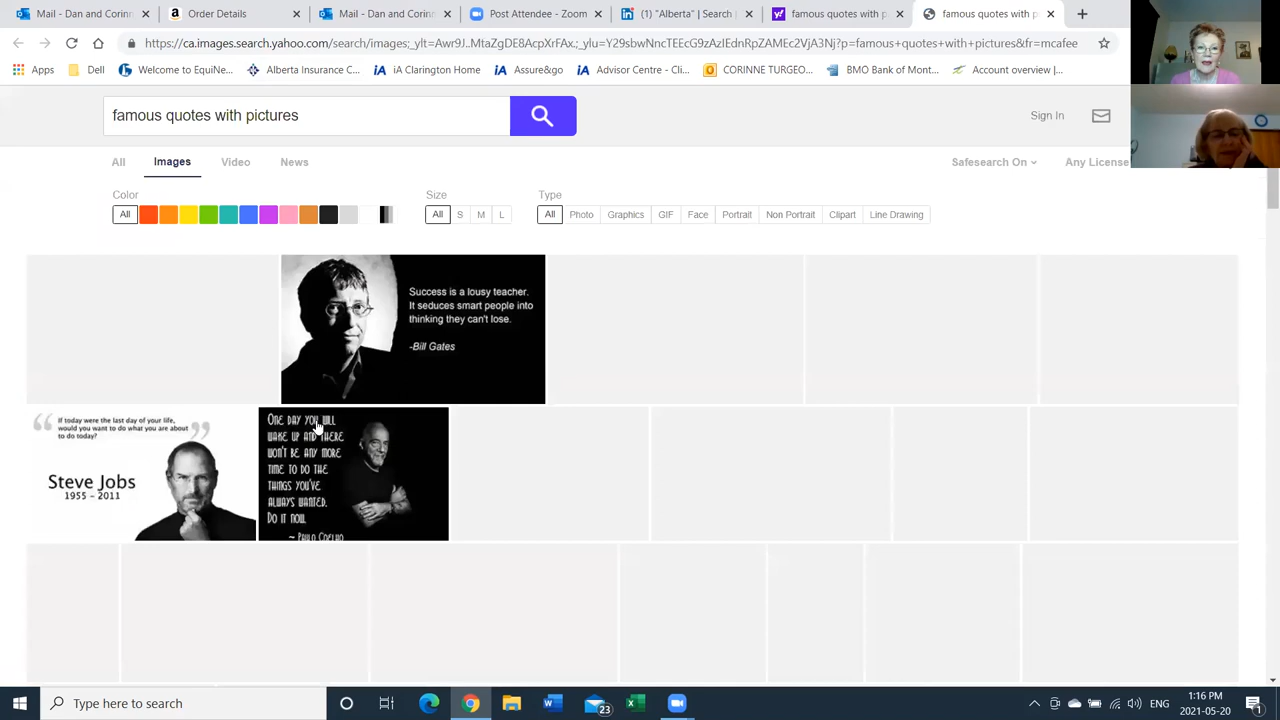 Mail - Dan and Corinne
Order Details
Mail - Dan & Corinn
Post Attendee - Zoom
(1) "Alberta" | Search |
famous quotes with p
famous quotes with p
https://ca.images.search.yahoo.com/search/images;_ylt=Awr9J..MtaZgDE8AcpXrFAx.;_ylu=Y29sbwNncTEEcG9zAzIEdnRpZAMEc2VjA3Nj?p=famous+quotes+with+pictures&fr=mcafee
Apps
Dell
Welcome to EquiNe...
Alberta Insurance C...
iA Clarington Home
Assure&go
Advisor Centre - Cli...
CORINNE TURGEO...
BMO Bank of Mont...
Account overview |...
famous quotes with pictures
Sign In
All
Images
Video
News
Safesearch On
Any License
Color
Size
Type
All
All
S
M
L
All
Photo
Graphics
GIF
Face
Portrait
Non Portrait
Clipart
Line Drawing
Success is a lousy teacher.
It seduces smart people into
thinking they can't lose.
-Bill Gates
If today were the last day of your life,
would you want to do what you are about
to do today?
Steve Jobs
1955 – 2011
One day you will
wake up and there
won't be any more
time to do the
things you've
always wanted.
Do it now.
~ Paulo Coelho
Type here to search
23
1:16 PM
ENG
2021-05-20
1